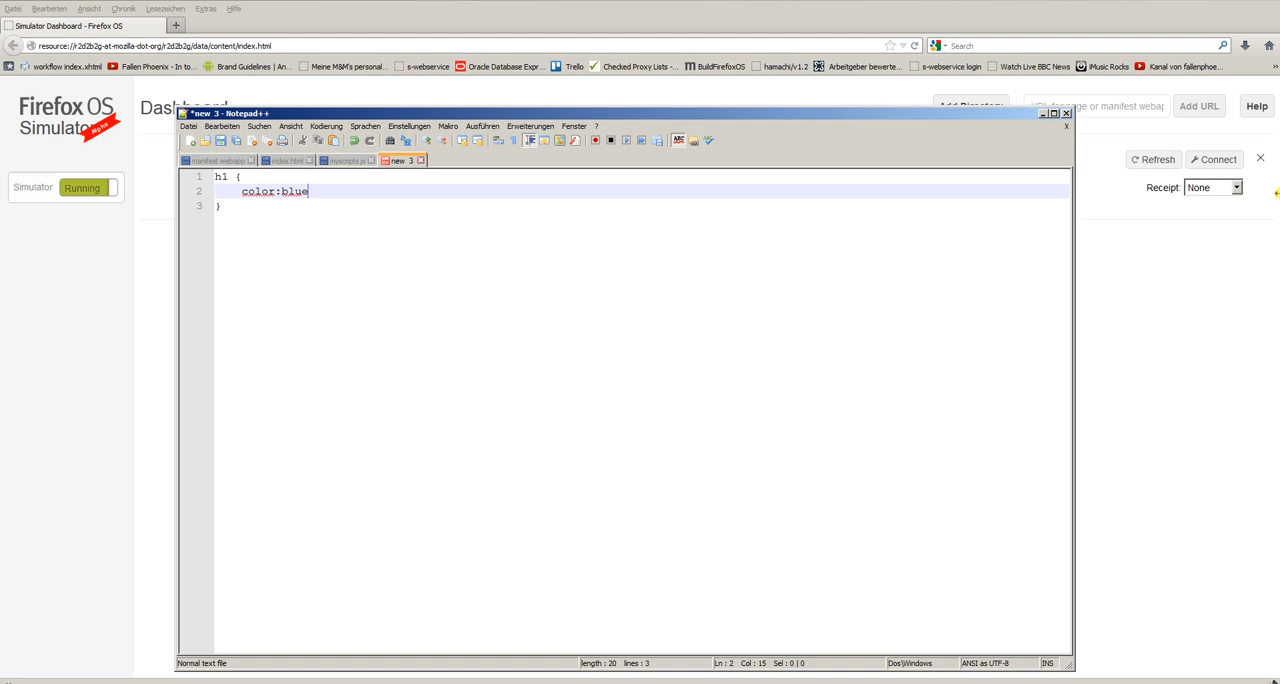 Datei Bearbeiten Ansicht Chronik Lesezeichen Extras Hilfe
Simulator Dashboard - Firefox OS +
resource://r2d2b2g-at-mozilla-dot-org/r2d2b2g/data/content/index.html Search
workflow index.xhtml Fallen Phoenix - In to... Brand Guidelines | An... Meine M&M's personal... s-webservice Oracle Database Expr... Trello Checked Proxy Lists -... BuildFirefoxOS hamachi/v1.2 Arbeitgeber bewerte... s-webservice login Watch Live BBC News iMusic Rocks Kanal von fallenphoe... »
Firefox OS
Simulator
Alpha
Simulator Running
URL for page or manifest webap Add URL Help
Refresh Connect
Receipt: None
*new 3 - Notepad++
Datei Bearbeiten Suchen Ansicht Kodierung Sprachen Einstellungen Makro Ausführen Erweiterungen Fenster ? X
manifest.webapp index.html myscripts.js new 3
1 h1 {
2 color:blue
3 }
Normal text file length : 20 lines : 3 Ln : 2 Col : 15 Sel : 0 | 0 Dos\Windows ANSI as UTF-8 INS